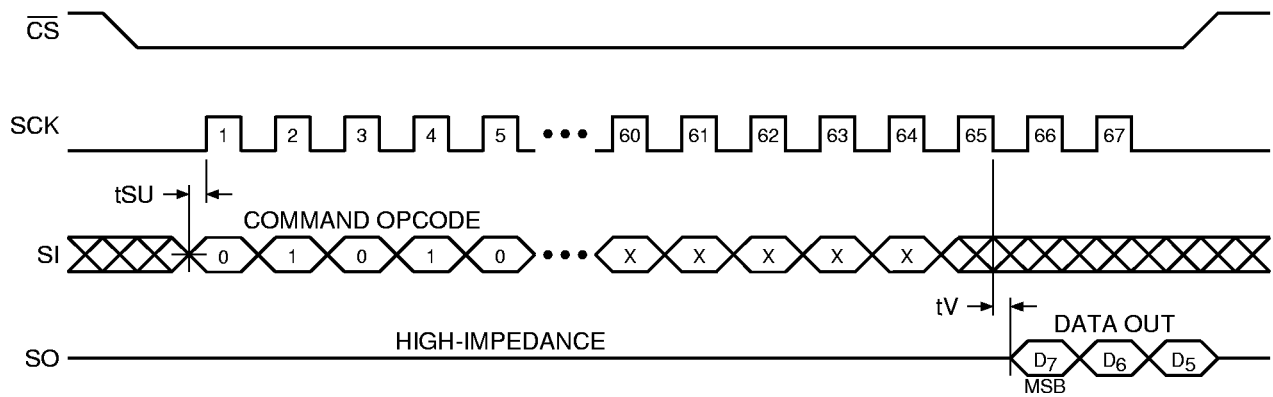 CS
SCK 1 2 3 4 5 ••• 60 61 62 63 64 65 66 67
tSU
COMMAND OPCODE
SI 0 1 0 1 0 ••• X X X X X
tV
DATA OUT
HIGH-IMPEDANCE
SO D7 D6 D5
MSB